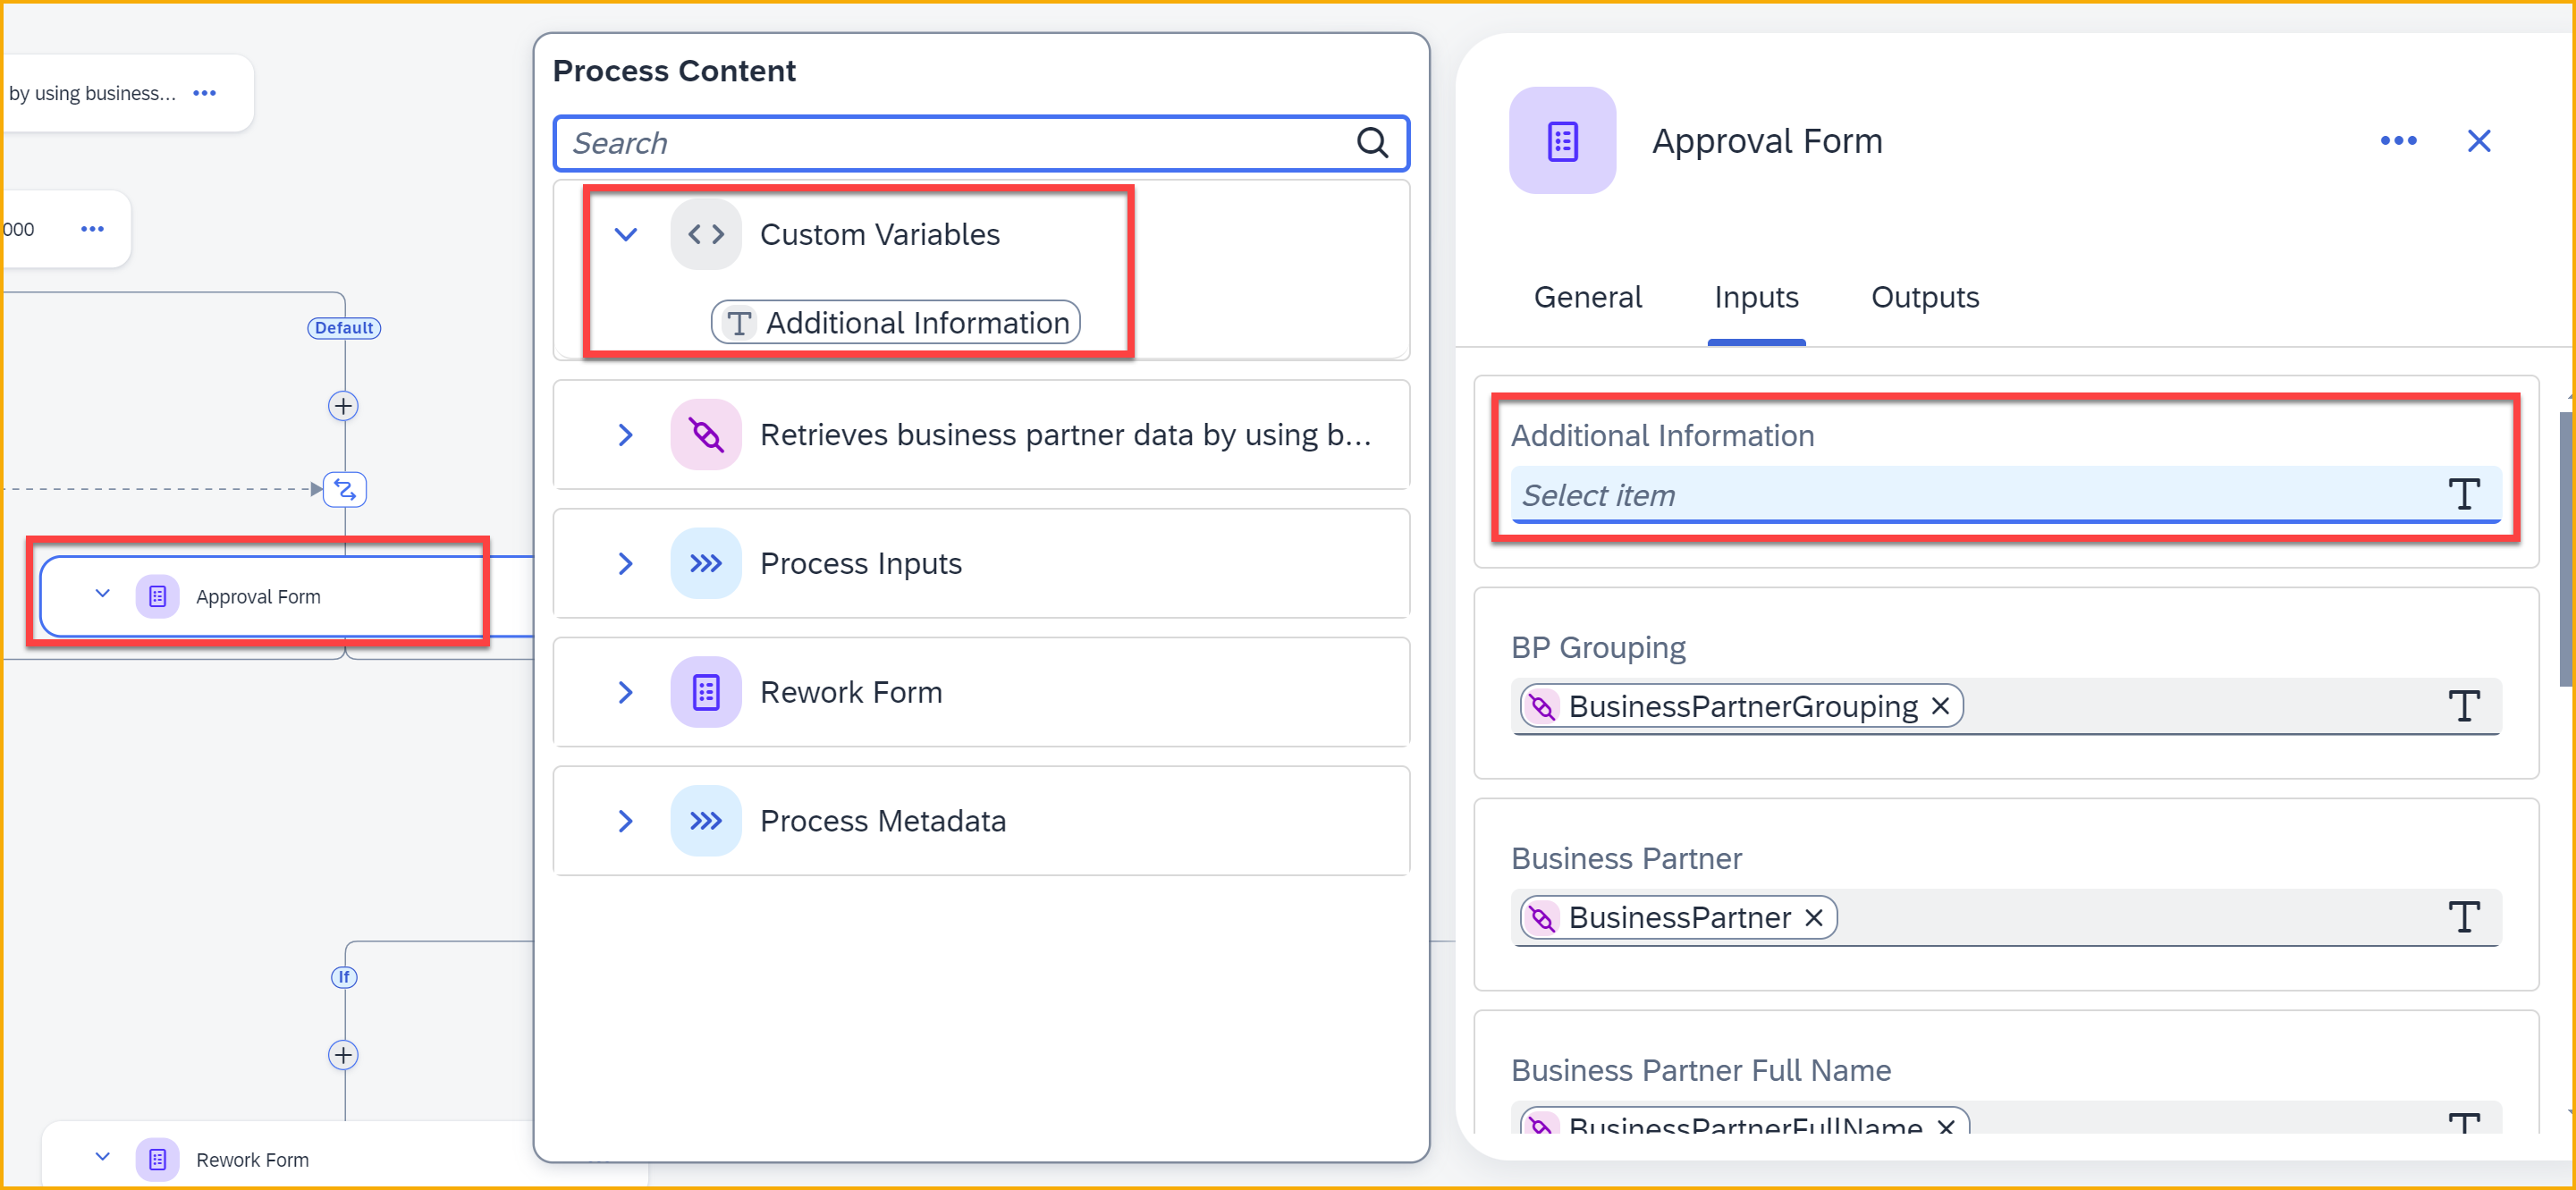 by using business...
000
Default
Approval Form
If
Rework Form
Process Content
Search
Custom Variables
Additional Information
Retrieves business partner data by using b...
Process Inputs
Rework Form
Process Metadata
Approval Form
General Inputs Outputs
Additional Information
Select item
BP Grouping
BusinessPartnerGrouping
Business Partner
BusinessPartner
Business Partner Full Name
BusinessPartnerFullName